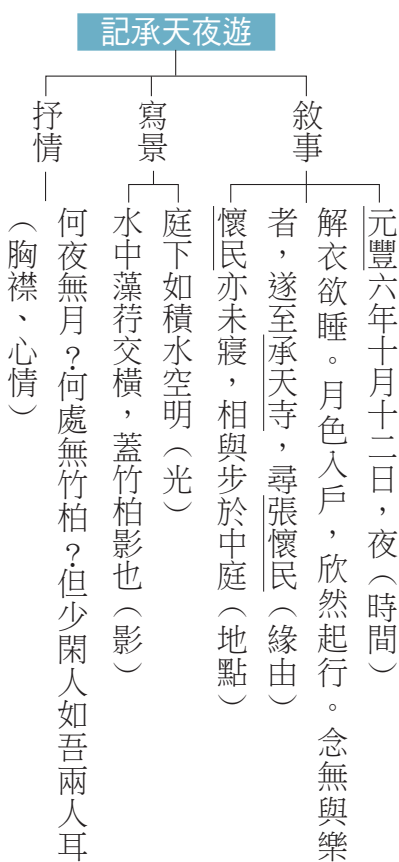 記承天夜遊
敘事
元豐六年十月十二日，夜（時間）
解衣欲睡。月色入戶，欣然起行。念無與樂
者，遂至承天寺，尋張懷民（緣由）
懷民亦未寢，相與步於中庭（地點）
寫景
庭下如積水空明（光）
水中藻荇交橫，蓋竹柏影也（影）
抒情
何夜無月？何處無竹柏？但少閑人如吾兩人耳
（胸襟、心情）